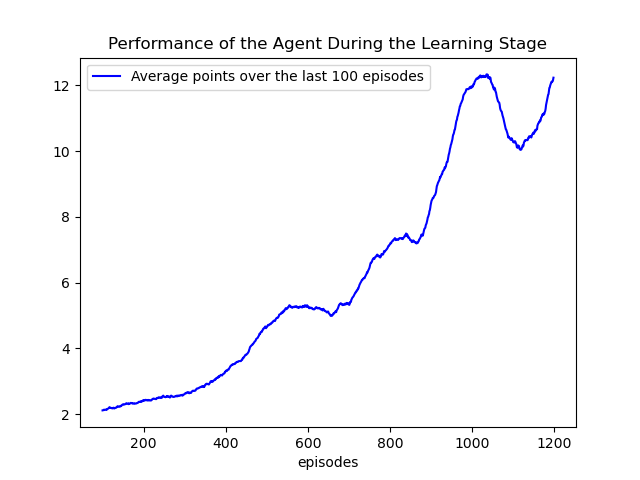 Performance of the Agent During the Learning Stage
Average points over the last 100 episodes
12
10
8
6
4
2
200 400 600 800 1000 1200
episodes